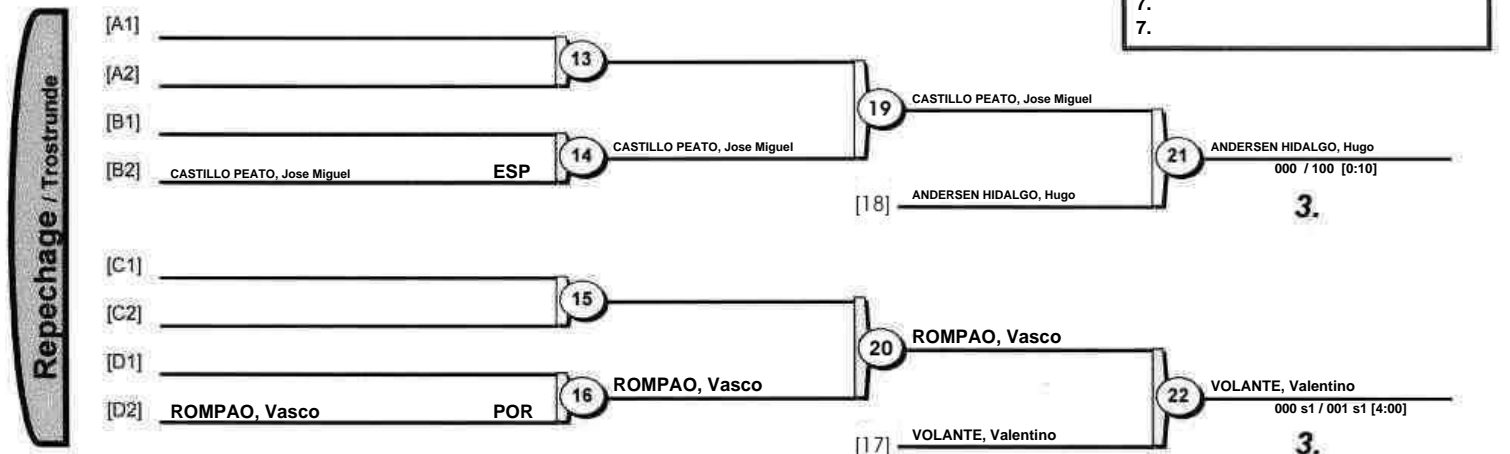 7.
7.
Repechage / Trostrunde
[A1]
13
[A2]
19
CASTILLO PEATO, Jose Miguel
[B1]
14
CASTILLO PEATO, Jose Miguel
21
ANDERSEN HIDALGO, Hugo
[B2]
CASTILLO PEATO, Jose Miguel ESP
000 / 100 [0:10]
[18]
ANDERSEN HIDALGO, Hugo
3.
[C1]
15
[C2]
20
ROMPAO, Vasco
[D1]
16
ROMPAO, Vasco
22
VOLANTE, Valentino
[D2]
ROMPAO, Vasco POR
000 s1 / 001 s1 [4:00]
[17]
VOLANTE, Valentino
3.